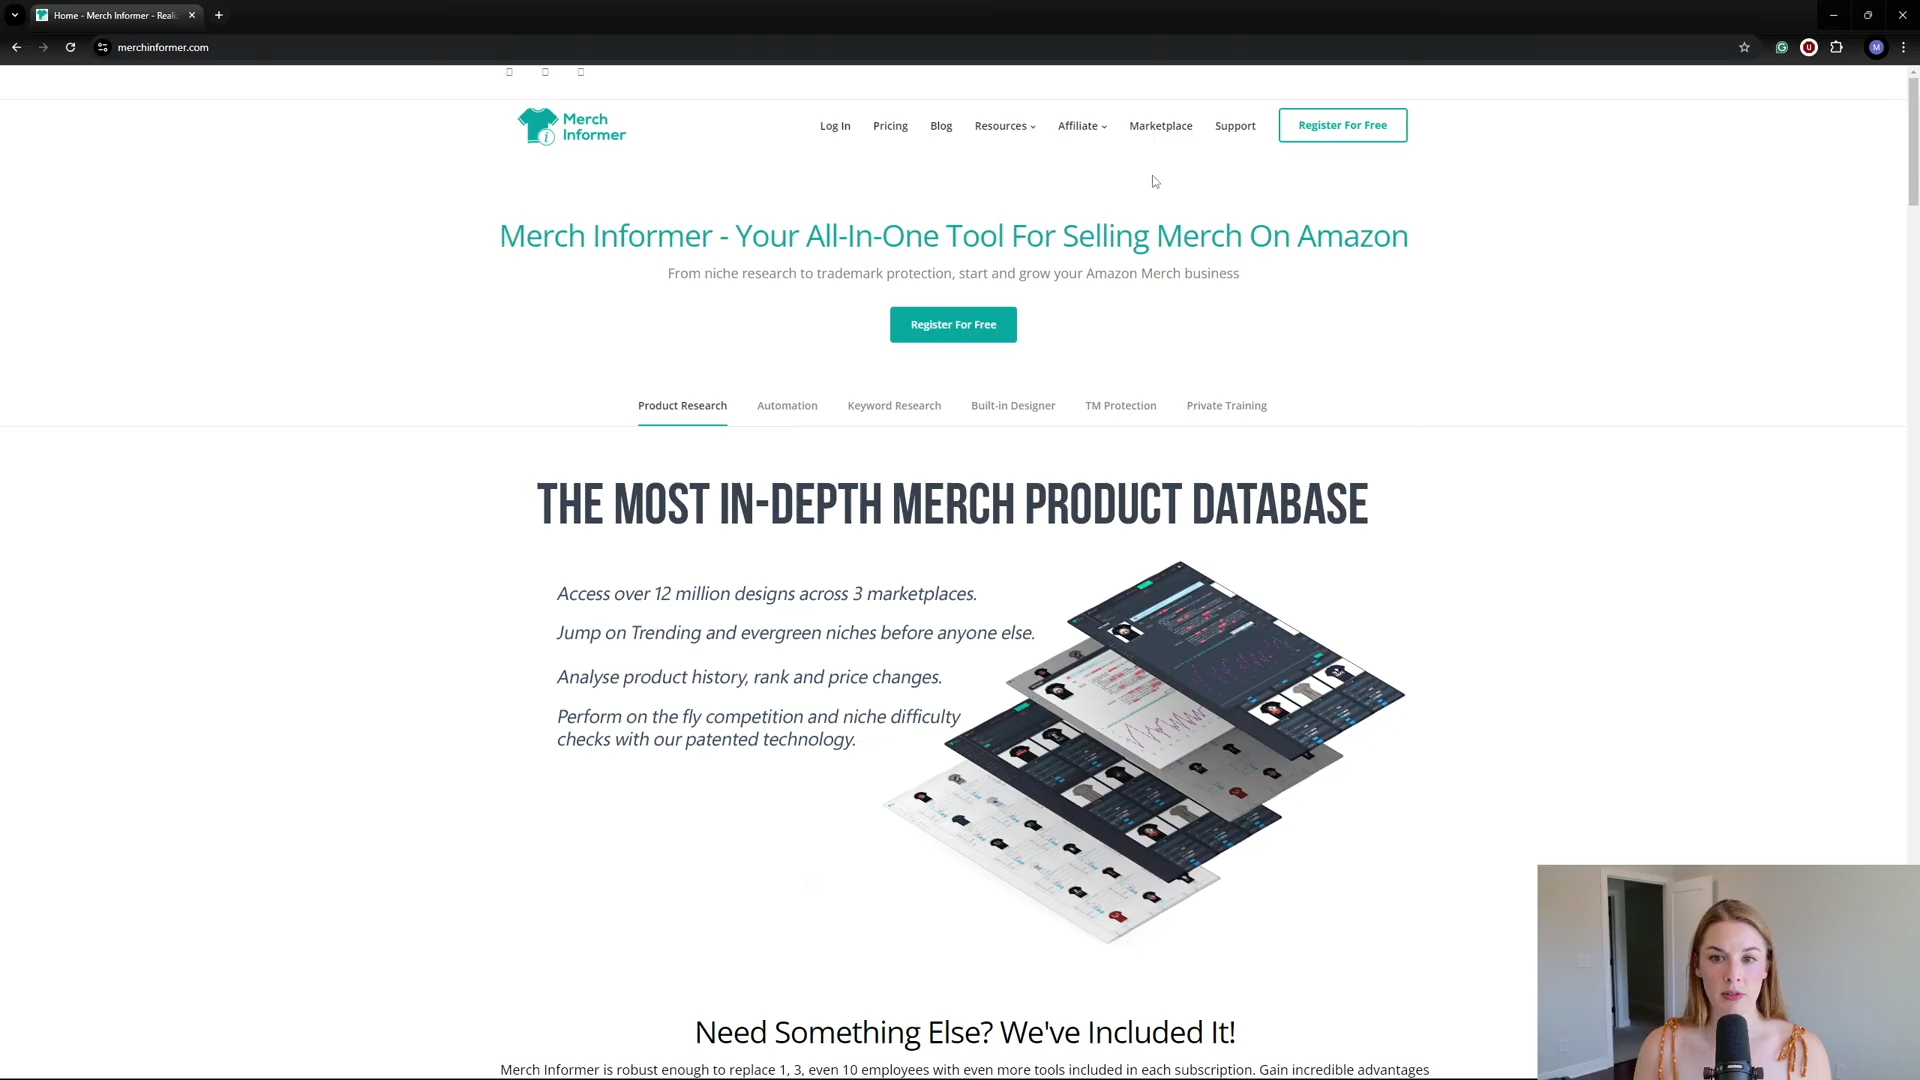 Home - Merch Informer - Reali
merchinformer.com
M
Merch
Informer
Log In
Pricing
Blog
Resources
Affiliate
Marketplace
Support
Register For Free
Merch Informer - Your All-In-One Tool For Selling Merch On Amazon
From niche research to trademark protection, start and grow your Amazon Merch business
Register For Free
Product Research
Automation
Keyword Research
Built-in Designer
TM Protection
Private Training
THE MOST IN-DEPTH MERCH PRODUCT DATABASE
Access over 12 million designs across 3 marketplaces.
Jump on Trending and evergreen niches before anyone else.
Analyse product history, rank and price changes.
Perform on the fly competition and niche difficulty
checks with our patented technology.
Need Something Else? We've Included It!
Merch Informer is robust enough to replace 1, 3, even 10 employees with even more tools included in each subscription. Gain incredible advantages